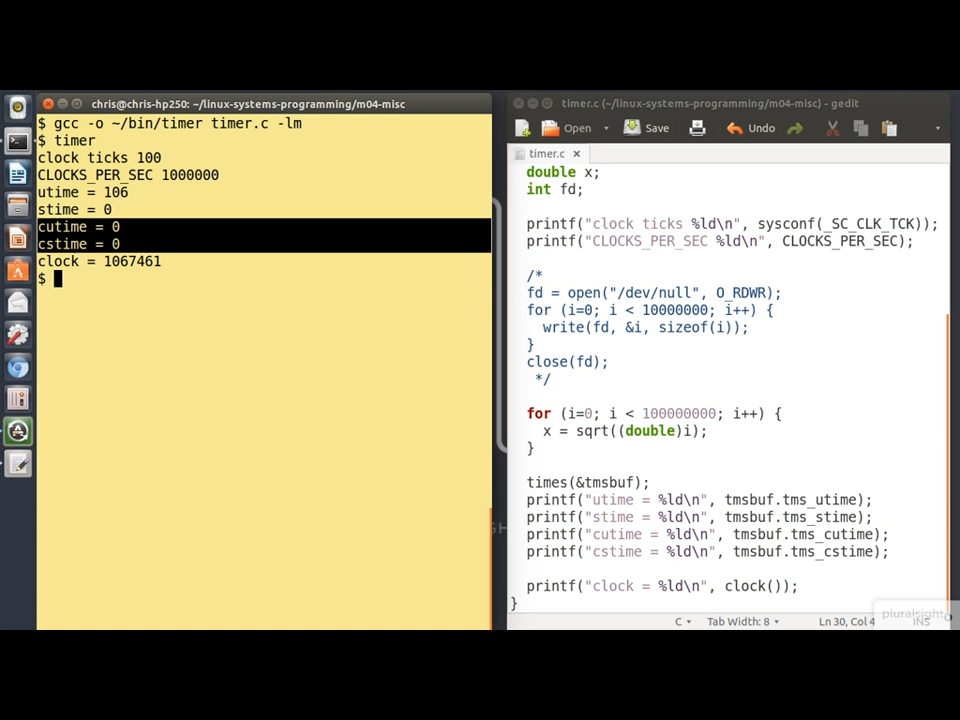 chris@chris-hp250: ~/linux-systems-programming/m04-misc
$ gcc -o ~/bin/timer timer.c -lm
$ timer
clock ticks 100
CLOCKS_PER_SEC 1000000
utime = 106
stime = 0
cutime = 0
cstime = 0
clock = 1067461
$
timer.c (~/linux-systems-programming/m04-misc) - gedit
Open Save Undo
timer.c
double x;
int fd;
printf("clock ticks %ld\n", sysconf(_SC_CLK_TCK));
printf("CLOCKS_PER_SEC %ld\n", CLOCKS_PER_SEC);
/*
fd = open("/dev/null", O_RDWR);
for (i=0; i < 10000000; i++) {
write(fd, &i, sizeof(i));
}
close(fd);
*/
for (i=0; i < 100000000; i++) {
x = sqrt((double)i);
}
times(&tmsbuf);
printf("utime = %ld\n", tmsbuf.tms_utime);
printf("stime = %ld\n", tmsbuf.tms_stime);
printf("cutime = %ld\n", tmsbuf.tms_cutime);
printf("cstime = %ld\n", tmsbuf.tms_cstime);
printf("clock = %ld\n", clock());
}
C Tab Width: 8 Ln 30, Col 4 INS
pluralsight